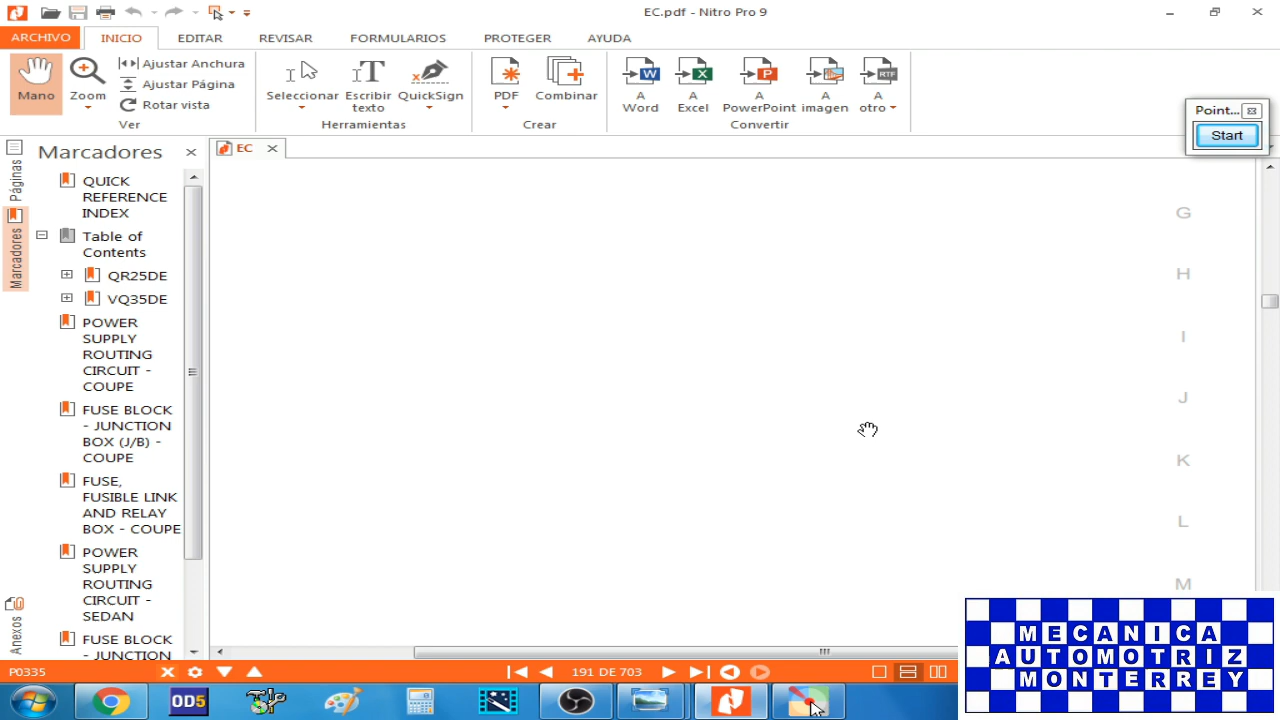 EC.pdf - Nitro Pro 9
ARCHIVO INICIO EDITAR REVISAR FORMULARIOS PROTEGER AYUDA
Mano
Zoom
Ajustar Anchura
Ajustar Página
Rotar vista
Ver
Seleccionar
Escribir
texto
QuickSign
Herramientas
PDF
Combinar
Crear
A
Word
A
Excel
A
PowerPoint
A
imagen
A
otro
Convertir
Point...
Start
Páginas
Marcadores
Anexos
Marcadores
EC
QUICK
REFERENCE
INDEX
Table of
Contents
QR25DE
VQ35DE
POWER
SUPPLY
ROUTING
CIRCUIT -
COUPE
FUSE BLOCK
- JUNCTION
BOX (J/B) -
COUPE
FUSE,
FUSIBLE LINK
AND RELAY
BOX - COUPE
POWER
SUPPLY
ROUTING
CIRCUIT -
SEDAN
FUSE BLOCK
- JUNCTION
G
H
I
J
K
L
M
P0335
191 DE 703
OD5
MECANICA
AUTOMOTRIZ
MONTERREY